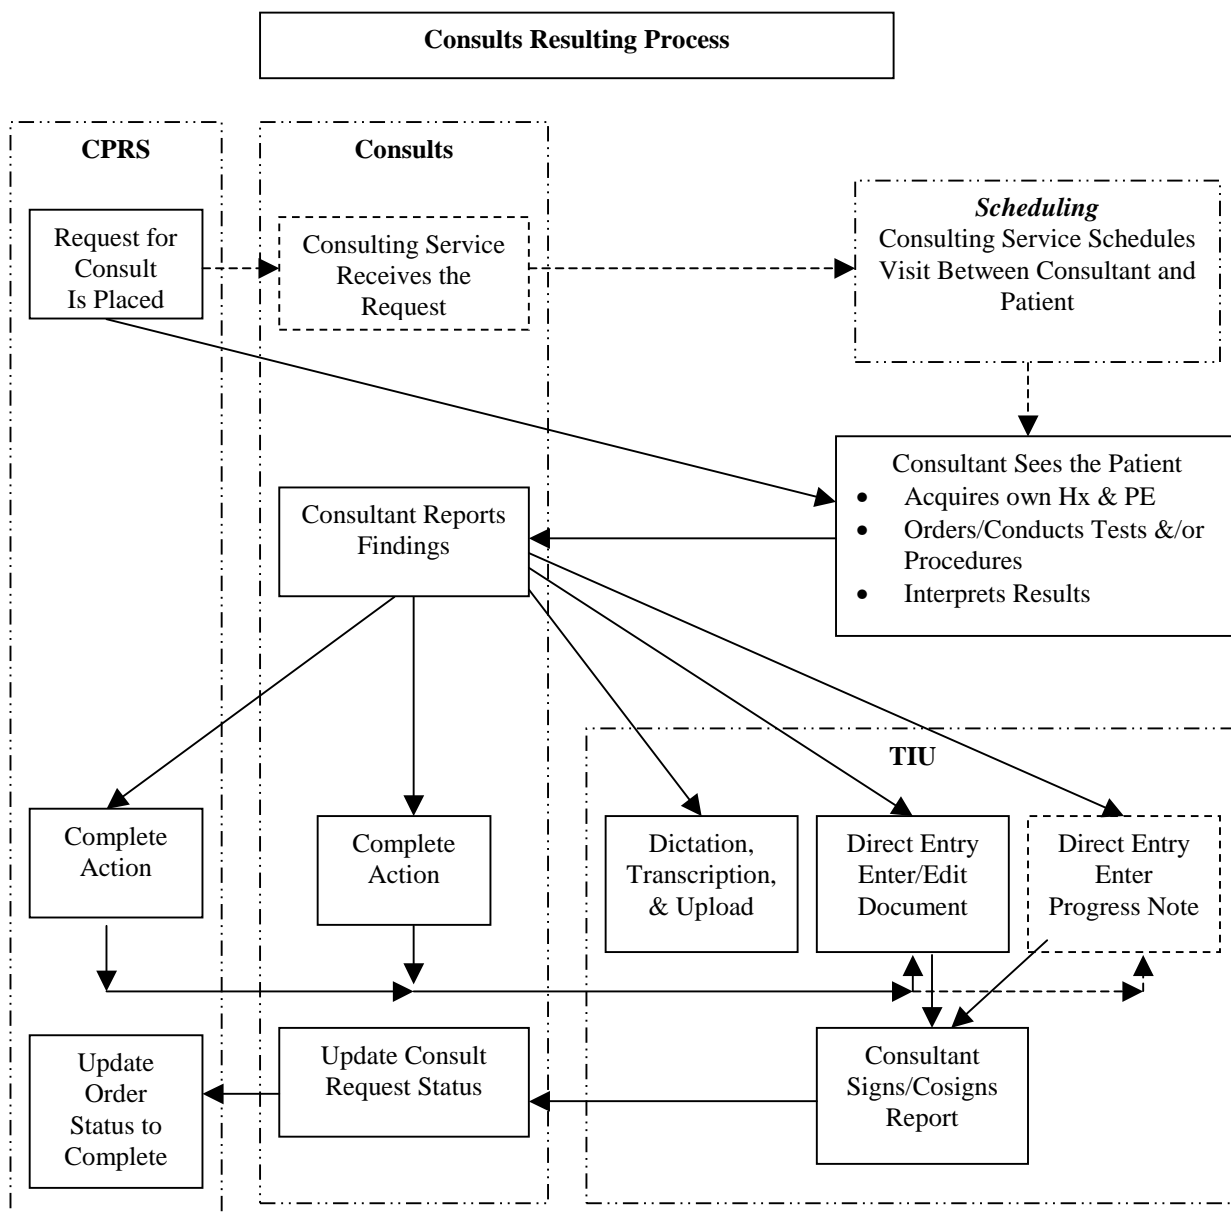 Consults Resulting Process
CPRS
Consults
Request for
Consult
Is Placed
Consulting Service
Receives the
Request
Scheduling
Consulting Service Schedules
Visit Between Consultant and
Patient
Consultant Sees the Patient
• Acquires own Hx & PE
• Orders/Conducts Tests &/or
Procedures
• Interprets Results
Consultant Reports
Findings
TIU
Complete
Action
Complete
Action
Dictation,
Transcription,
& Upload
Direct Entry
Enter/Edit
Document
Direct Entry
Enter
Progress Note
Update
Order
Status to
Complete
Update Consult
Request Status
Consultant
Signs/Cosigns
Report